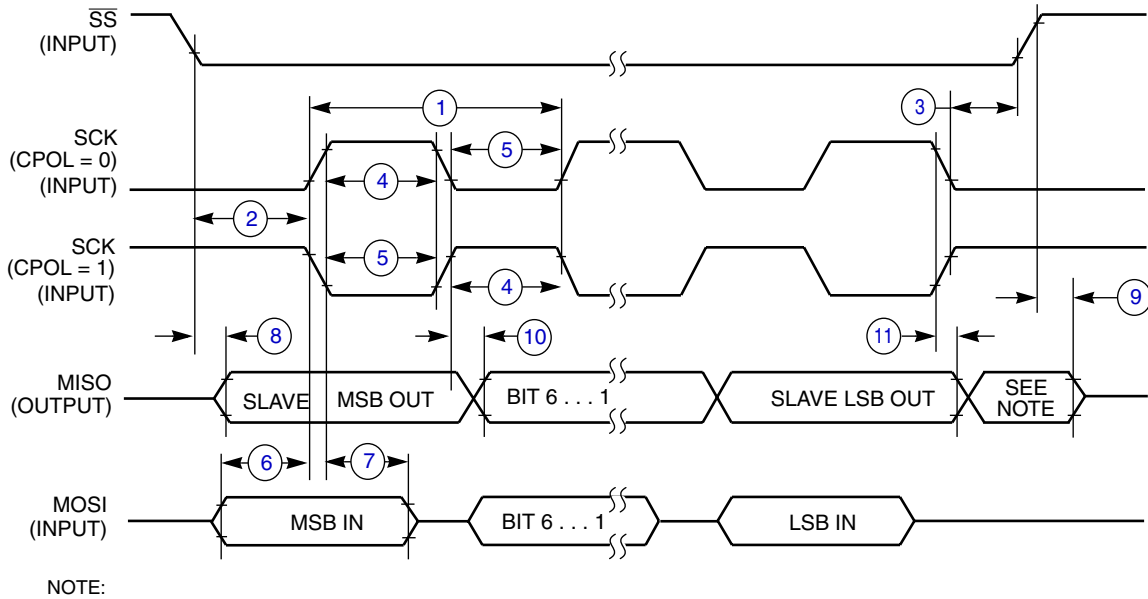 SS
(INPUT)
1
3
SCK
(CPOL = 0)
(INPUT)
5
4
2
SCK
(CPOL = 1)
(INPUT)
5
4
9
8
10
11
MISO
(OUTPUT)
SLAVE MSB OUT
BIT 6 . . . 1
SLAVE LSB OUT
SEE
NOTE
6
7
MOSI
(INPUT)
MSB IN
BIT 6 . . . 1
LSB IN
NOTE: